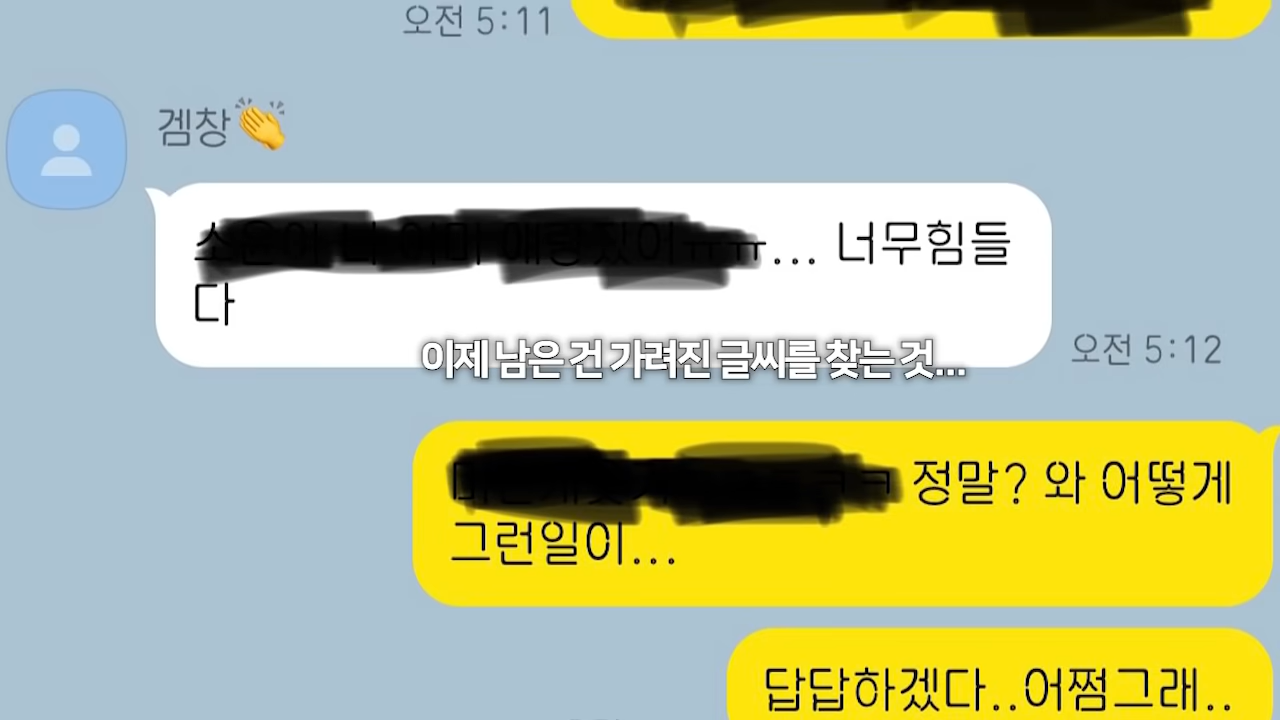 오전 5:11
겜창👏
... 너무힘들
다
오전 5:12
이제 남은 건 가려진 글씨를 찾는 것...
정말? 와 어떻게
그런일이...
답답하겠다..어쩜그래..